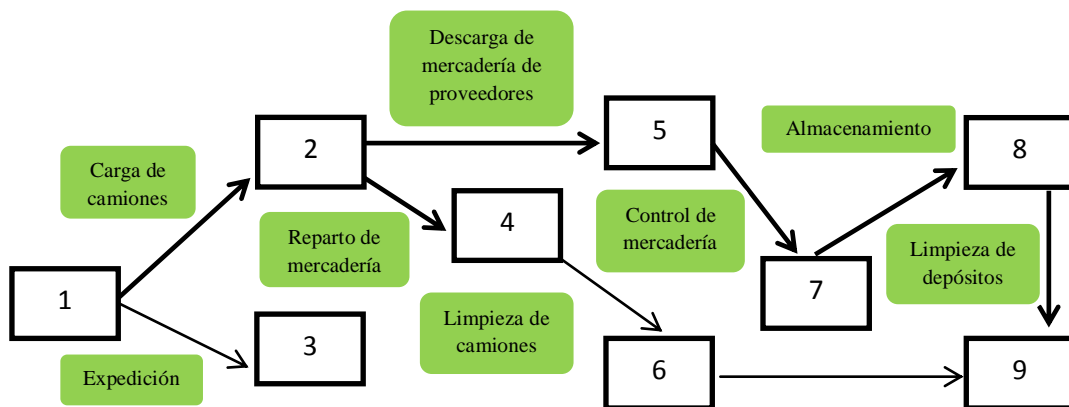 Descarga de
mercadería de
proveedores
Carga de
camiones
2
5
Almacenamiento
8
Reparto de
mercadería
4
Control de
mercadería
Limpieza de
depósitos
1
7
3
Expedición
Limpieza de
camiones
6
9